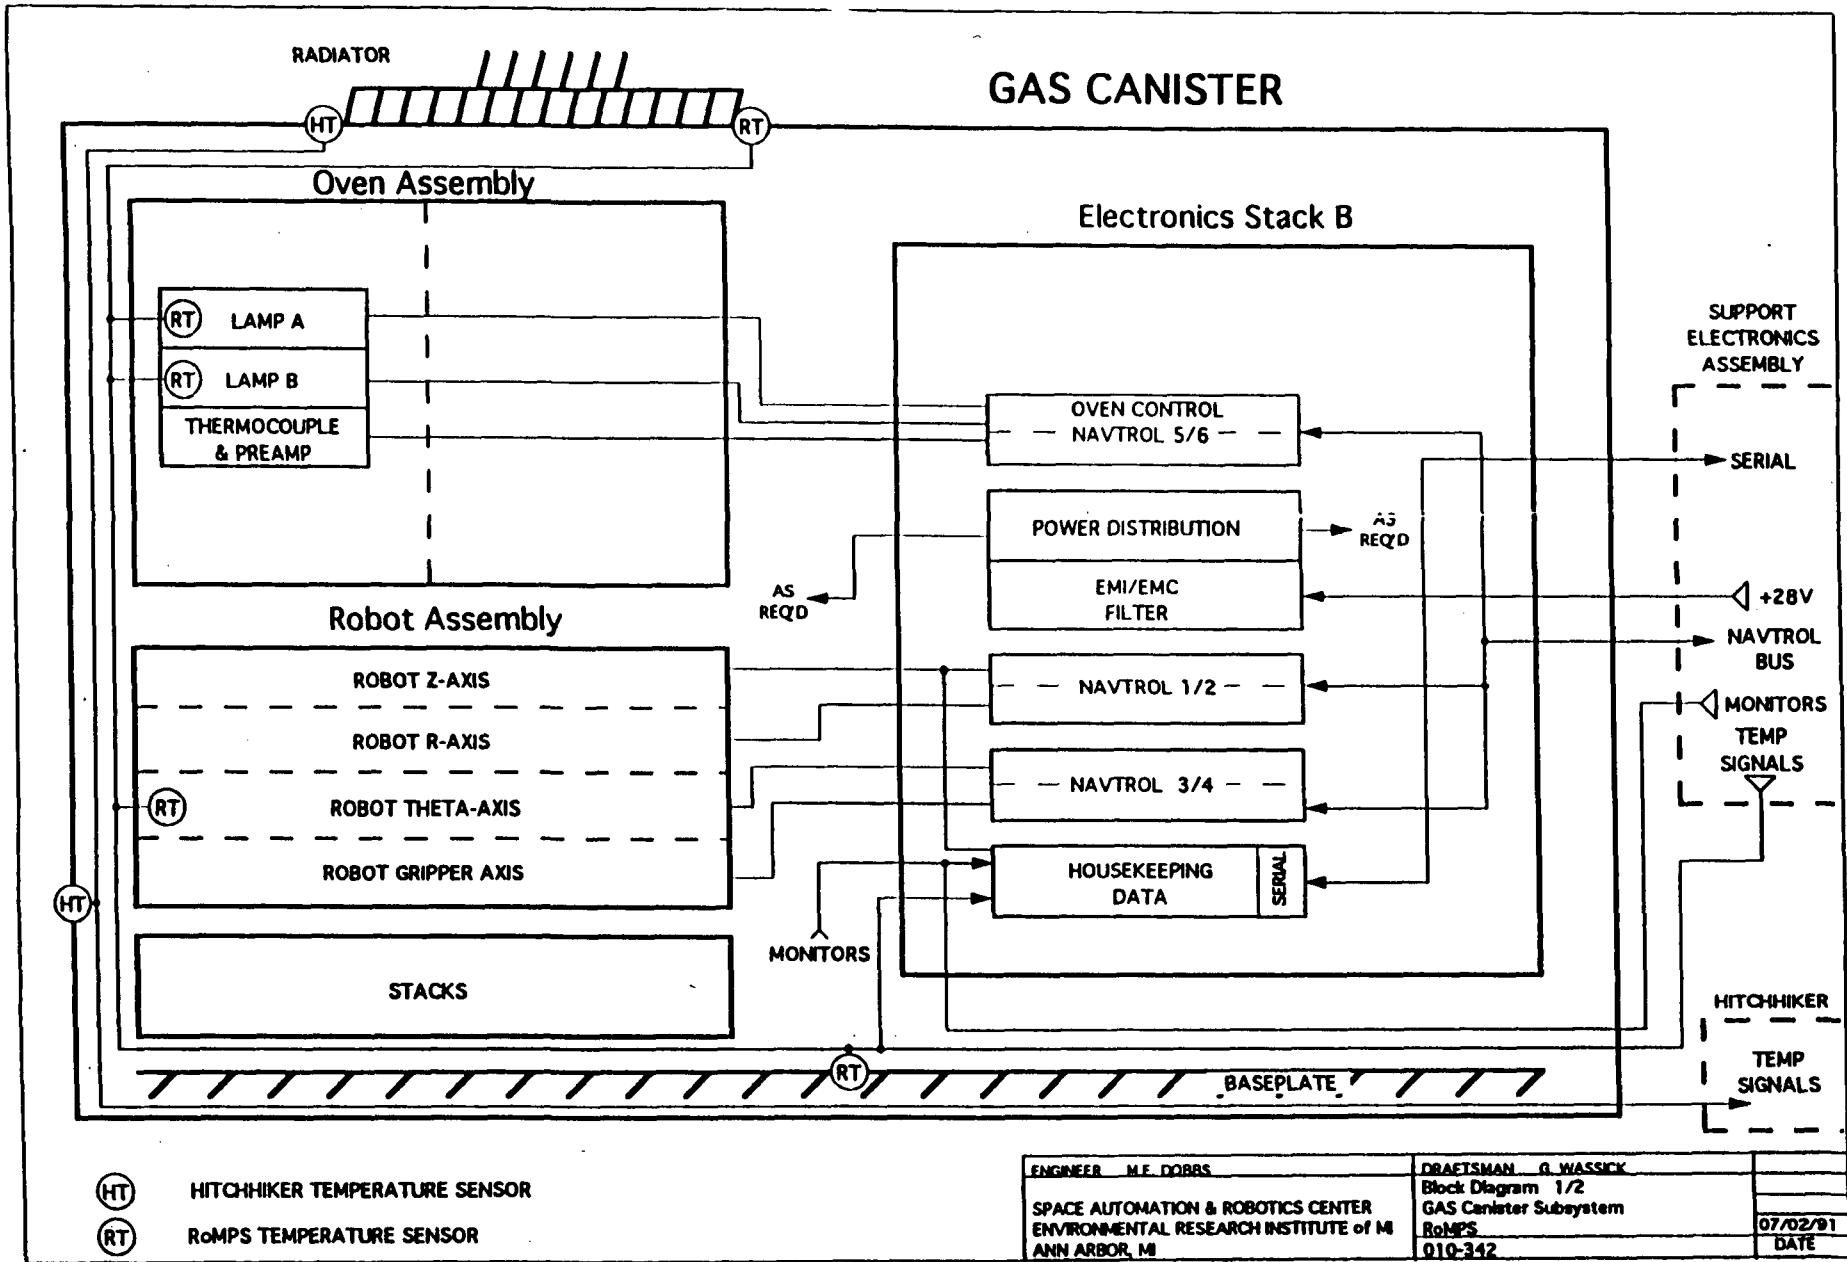 RADIATOR
GAS CANISTER
HT
RT
Oven Assembly
Electronics Stack B
RT LAMP A
RT LAMP B
THERMOCOUPLE
& PREAMP
OVEN CONTROL
NAVTROL 5/6
POWER DISTRIBUTION
AS
REQ'D
EMI/EMC
FILTER
AS
REQ'D
SUPPORT
ELECTRONICS
ASSEMBLY
SERIAL
+28V
NAVTROL
BUS
MONITORS
TEMP
SIGNALS
Robot Assembly
ROBOT Z-AXIS
ROBOT R-AXIS
RT ROBOT THETA-AXIS
ROBOT GRIPPER AXIS
NAVTROL 1/2
NAVTROL 3/4
HOUSEKEEPING
DATA
SERIAL
HT
MONITORS
STACKS
HITCHHIKER
TEMP
SIGNALS
RT
BASEPLATE
HT HITCHHIKER TEMPERATURE SENSOR
RT RoMPS TEMPERATURE SENSOR
ENGINEER M.E. DOBBS
SPACE AUTOMATION & ROBOTICS CENTER
ENVIRONMENTAL RESEARCH INSTITUTE of MI
ANN ARBOR, MI
DRAFTSMAN G. WASSICK
Block Diagram 1/2
GAS Canister Subsystem
RoMPS
010-342
07/02/91
DATE